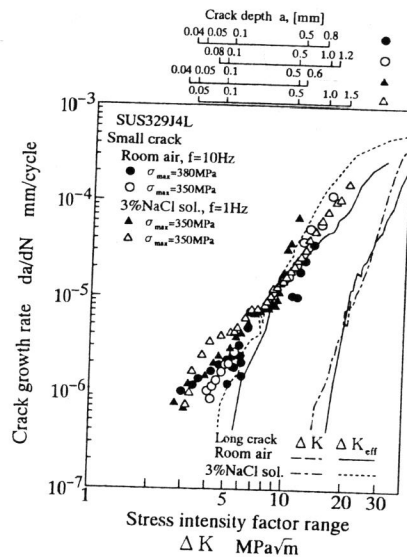 Crack depth a, [mm]
0.04 0.05 0.1 0.5 0.8
0.08 0.1 0.5 1.0 1.2
0.04 0.05 0.1 0.5 0.6
0.05 0.1 0.5 1.0 1.5
10⁻³
SUS329J4L
Small crack
Room air, f=10Hz
● σmax=380MPa
○ σmax=350MPa
3%NaCl sol., f=1Hz
▲ σmax=350MPa
△ σmax=350MPa
10⁻⁴
10⁻⁵
10⁻⁶
10⁻⁷
Crack growth rate da/dN mm/cycle
Long crack ΔK ΔKeff
Room air
3%NaCl sol.
1 5 10 30
Stress intensity factor range
ΔK MPa√m